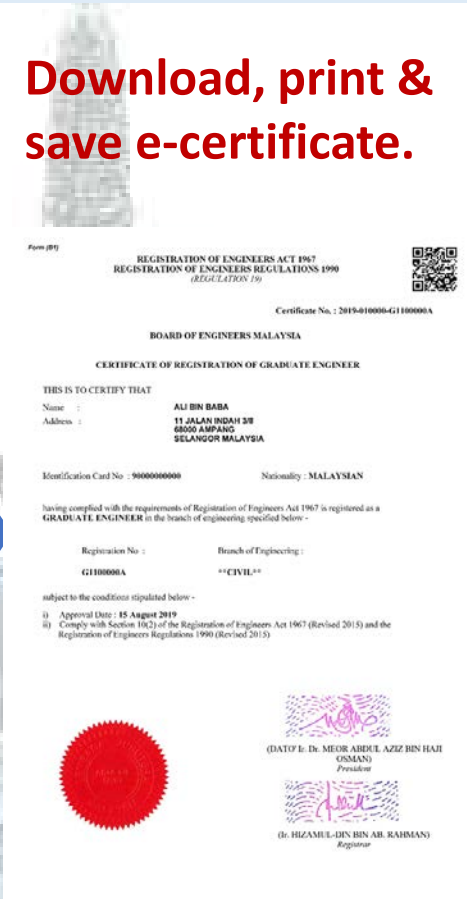 Download, print &
save e-certificate.
Form (B1)
REGISTRATION OF ENGINEERS ACT 1967
REGISTRATION OF ENGINEERS REGULATIONS 1990
(REGULATION 19)
Certificate No. : 2019-010000-G1100000A
BOARD OF ENGINEERS MALAYSIA
CERTIFICATE OF REGISTRATION OF GRADUATE ENGINEER
THIS IS TO CERTIFY THAT
Name : ALI BIN BABA
Address : 11 JALAN INDAH 3/8
68000 AMPANG
SELANGOR MALAYSIA
Identification Card No : 90000000000 Nationality : MALAYSIAN
having complied with the requirements of Registration of Engineers Act 1967 is registered as a
GRADUATE ENGINEER in the branch of engineering specified below -
Registration No : Branch of Engineering :
G1100000A **CIVIL**
subject to the conditions stipulated below -
i) Approval Date : 15 August 2019
ii) Comply with Section 10(2) of the Registration of Engineers Act 1967 (Revised 2015) and the
Registration of Engineers Regulations 1990 (Revised 2015)
(DATO' Ir. Dr. MEOR ABDUL AZIZ BIN HAJI
OSMAN)
President
(Ir. HIZAMUL-DIN BIN AB. RAHMAN)
Registrar